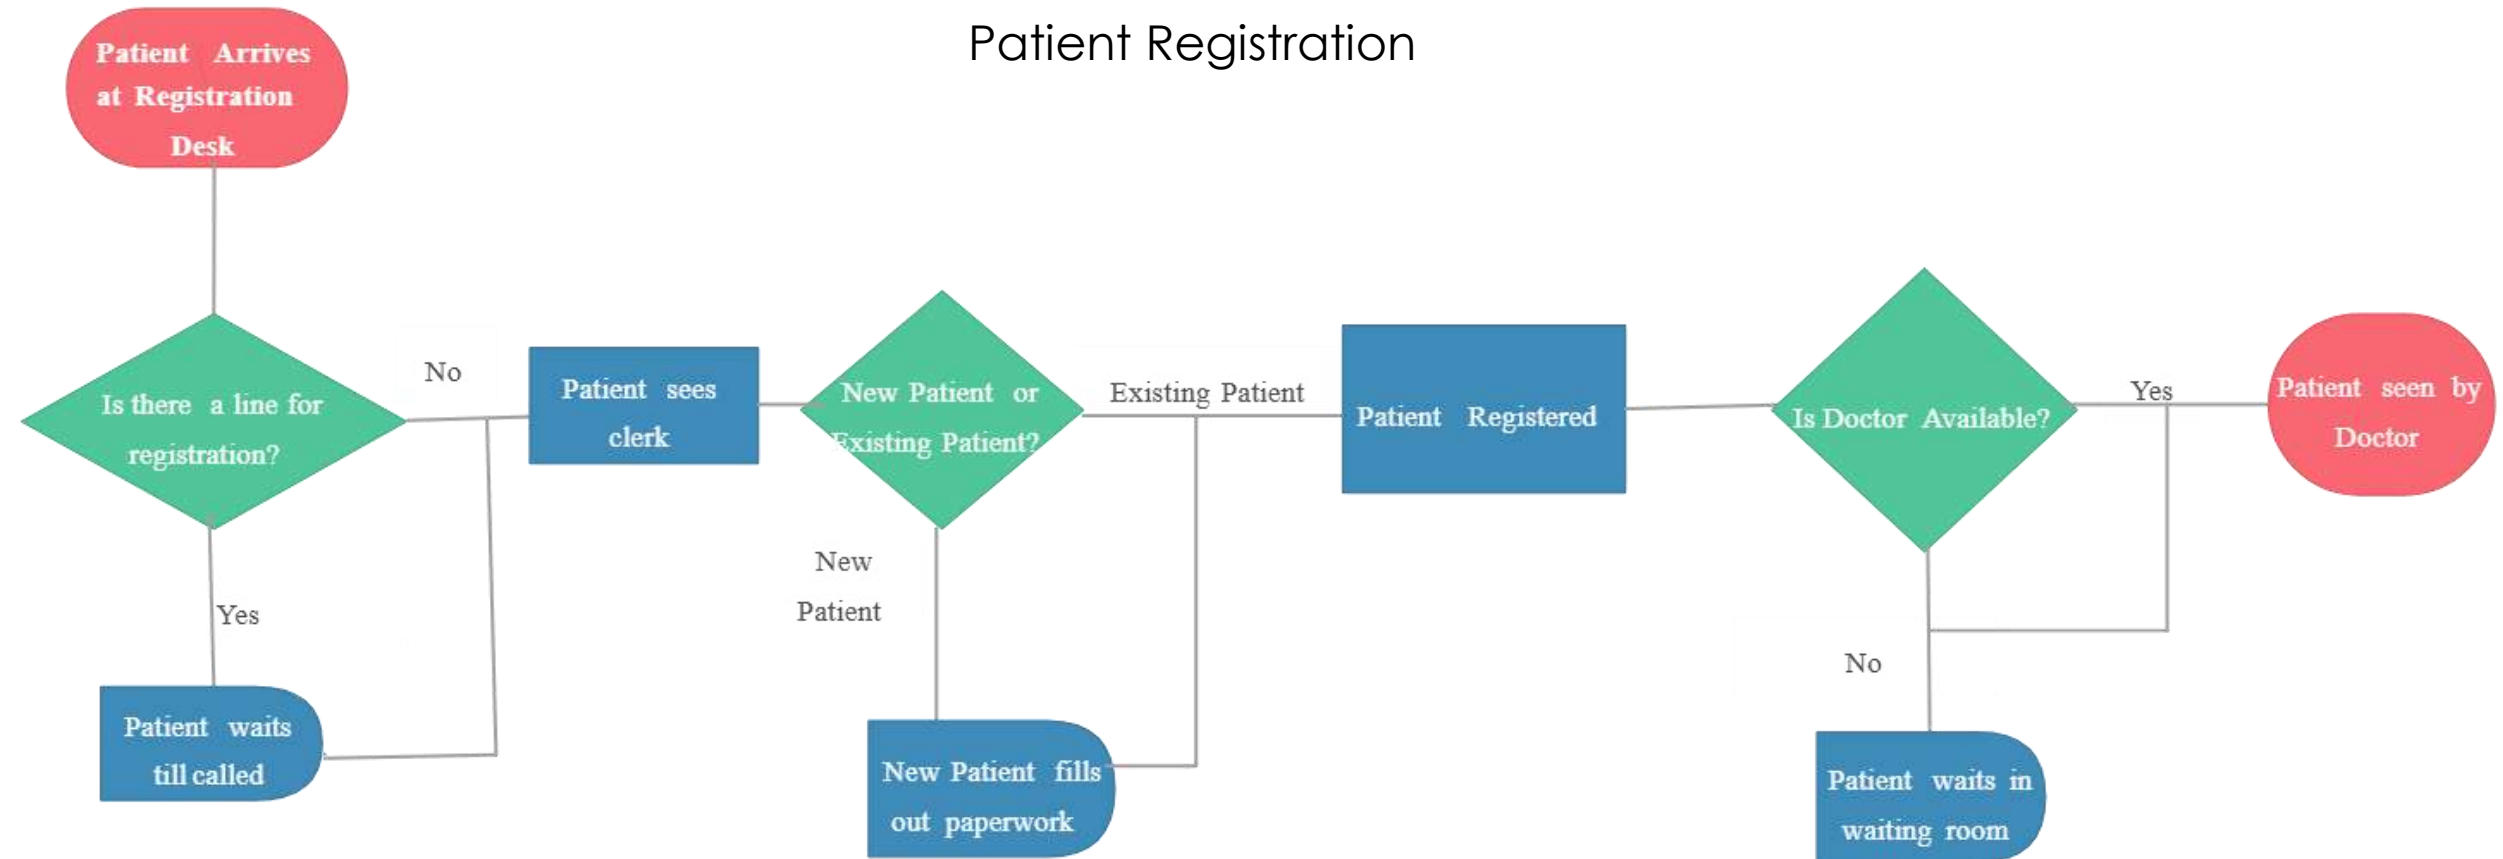 Patient Registration
Patient Arrives
at Registration
Desk
Is there a line for
registration?
No
Yes
Patient waits
till called
Patient sees
clerk
New Patient or
Existing Patient?
Existing Patient
New
Patient
New Patient fills
out paperwork
Patient Registered
Is Doctor Available?
Yes
No
Patient waits in
waiting room
Patient seen by
Doctor